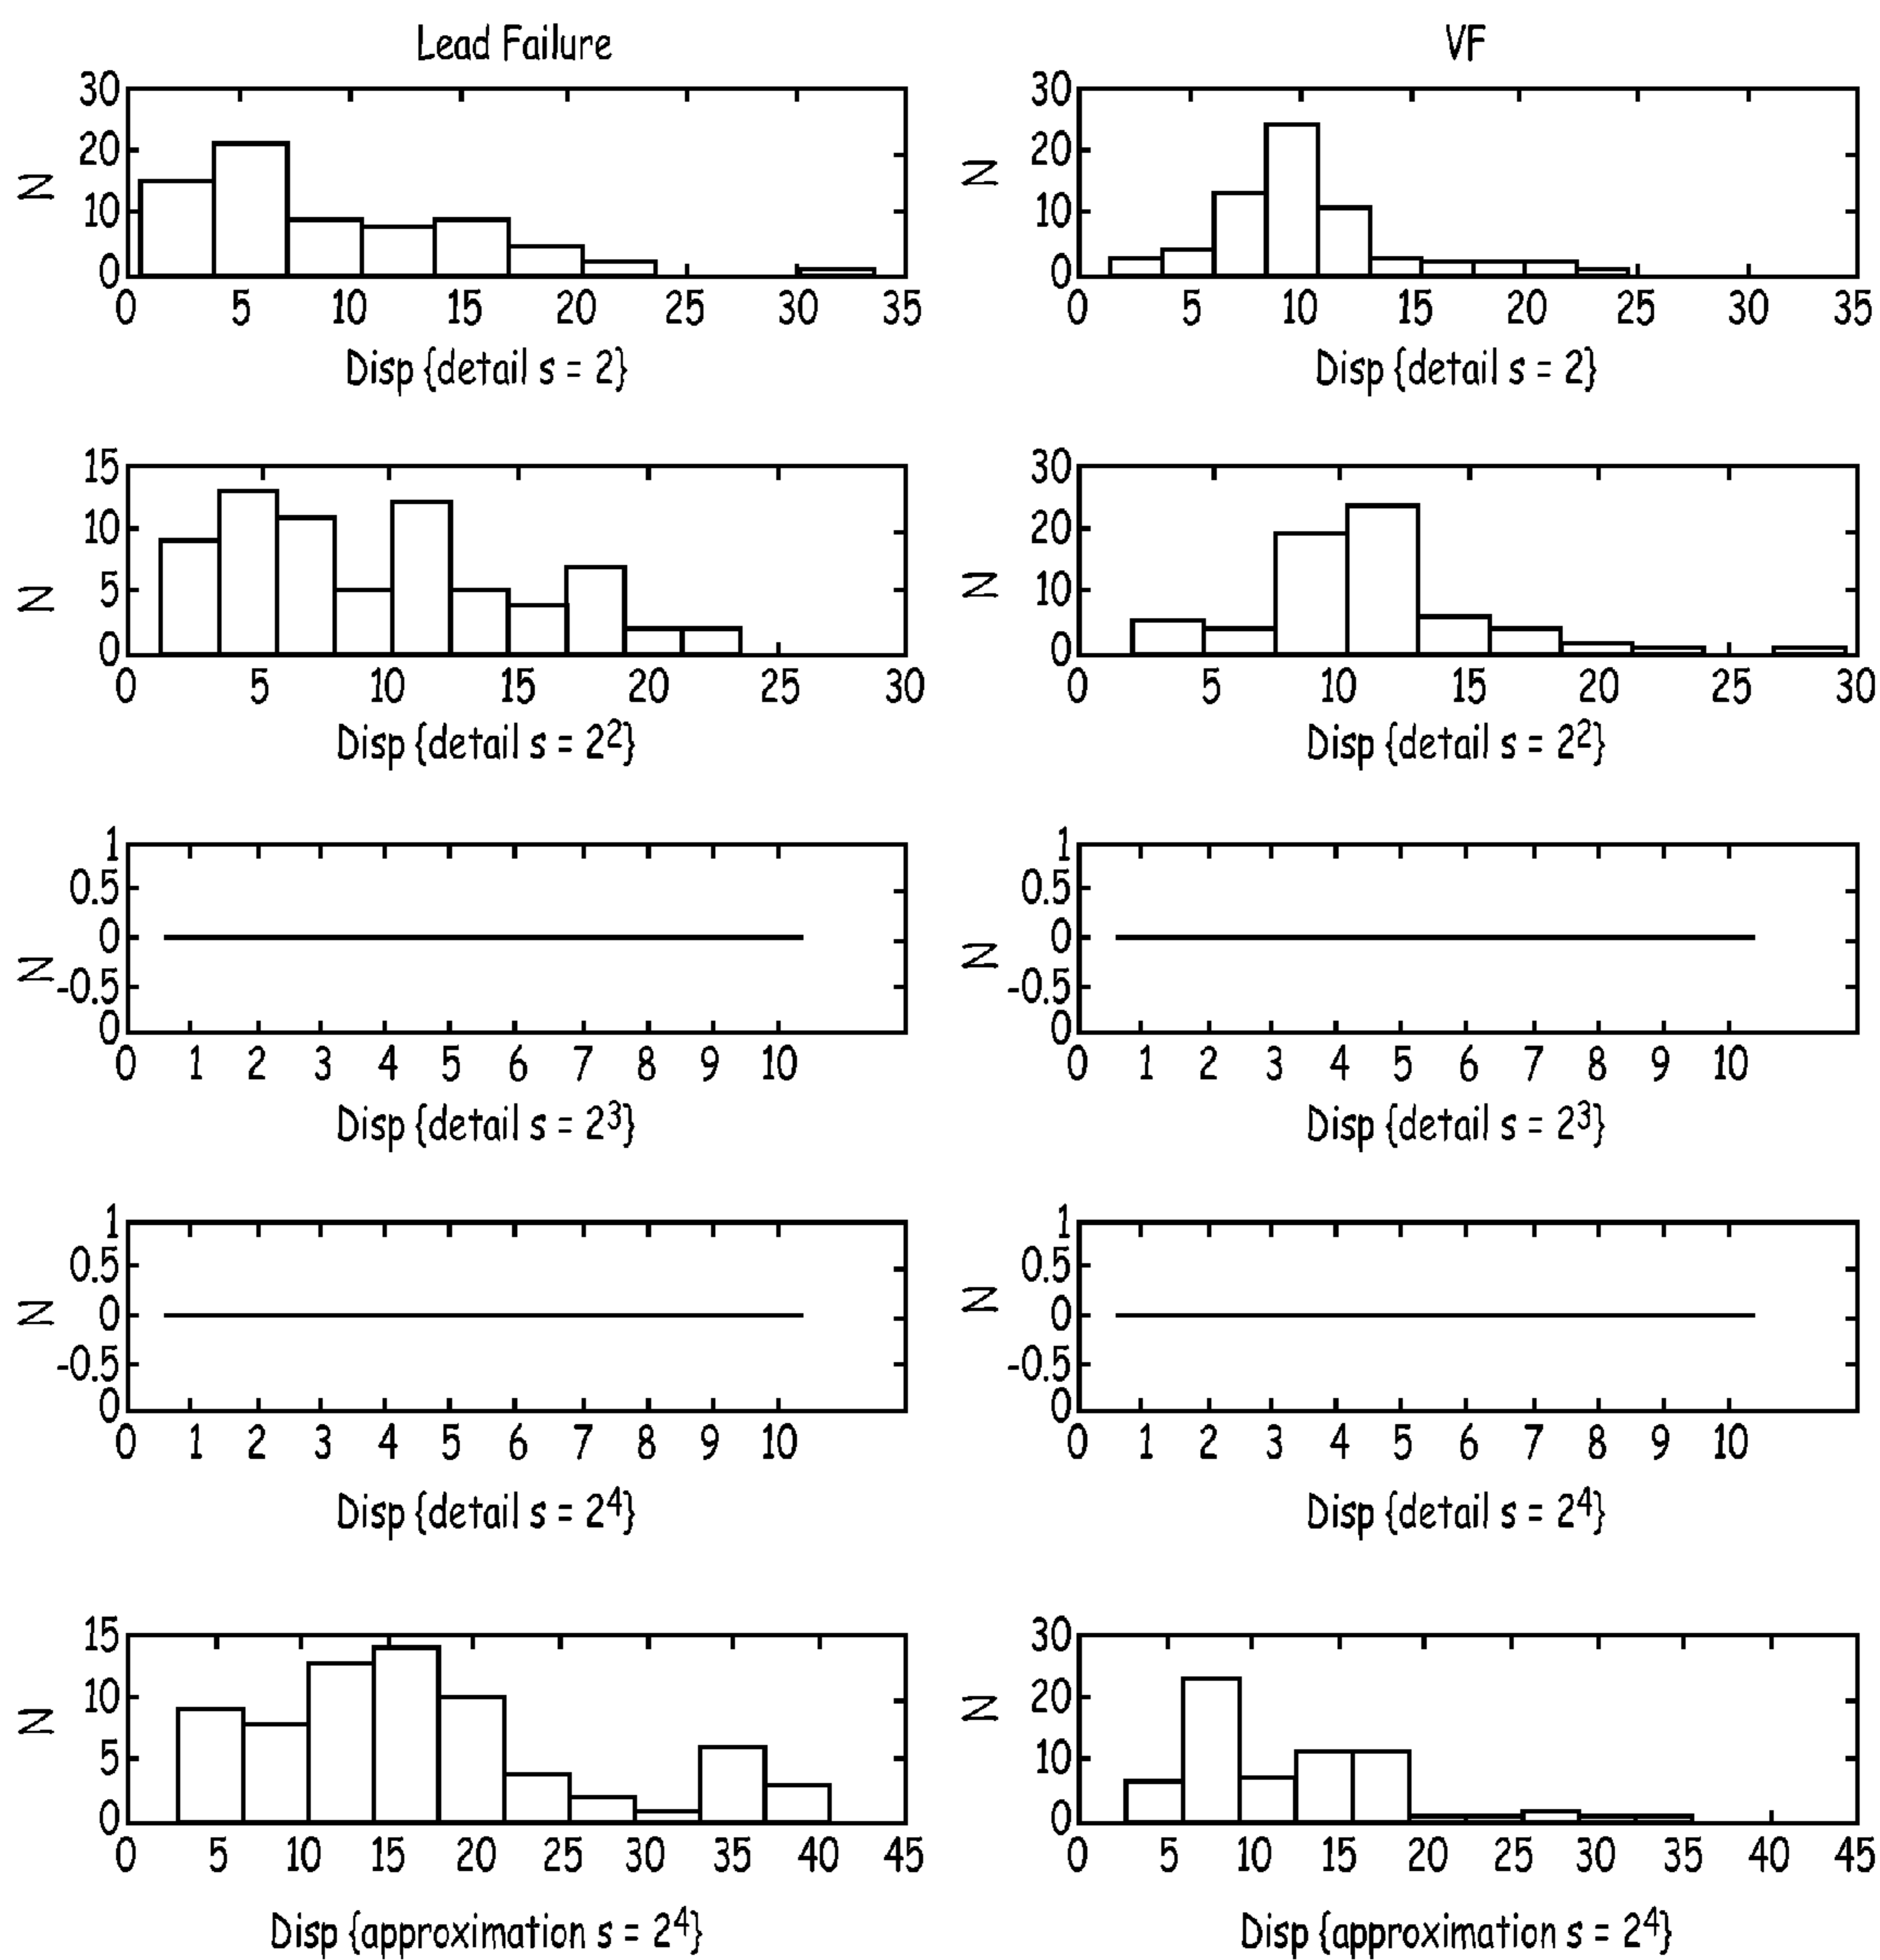 Lead Failure VF
30 30
20 20
N N
10 10
0 0
0 5 10 15 20 25 30 35 0 5 10 15 20 25 30 35
Disp {detail s = 2} Disp {detail s = 2}
15 30
10 20
N N
5 10
0 0
0 5 10 15 20 25 30 0 5 10 15 20 25 30
Disp {detail s = 2²} Disp {detail s = 2²}
1 1
0.5 0.5
0 0
N N
-0.5 -0.5
0 0
0 1 2 3 4 5 6 7 8 9 10 0 1 2 3 4 5 6 7 8 9 10
Disp {detail s = 2³} Disp {detail s = 2³}
1 1
0.5 0.5
N 0 N 0
-0.5 -0.5
0 0
0 1 2 3 4 5 6 7 8 9 10 0 1 2 3 4 5 6 7 8 9 10
Disp {detail s = 2⁴} Disp {detail s = 2⁴}
15 30
10 20
N N
5 10
0 0
0 5 10 15 20 25 30 35 40 45 0 5 10 15 20 25 30 35 40 45
Disp {approximation s = 2⁴} Disp {approximation s = 2⁴}